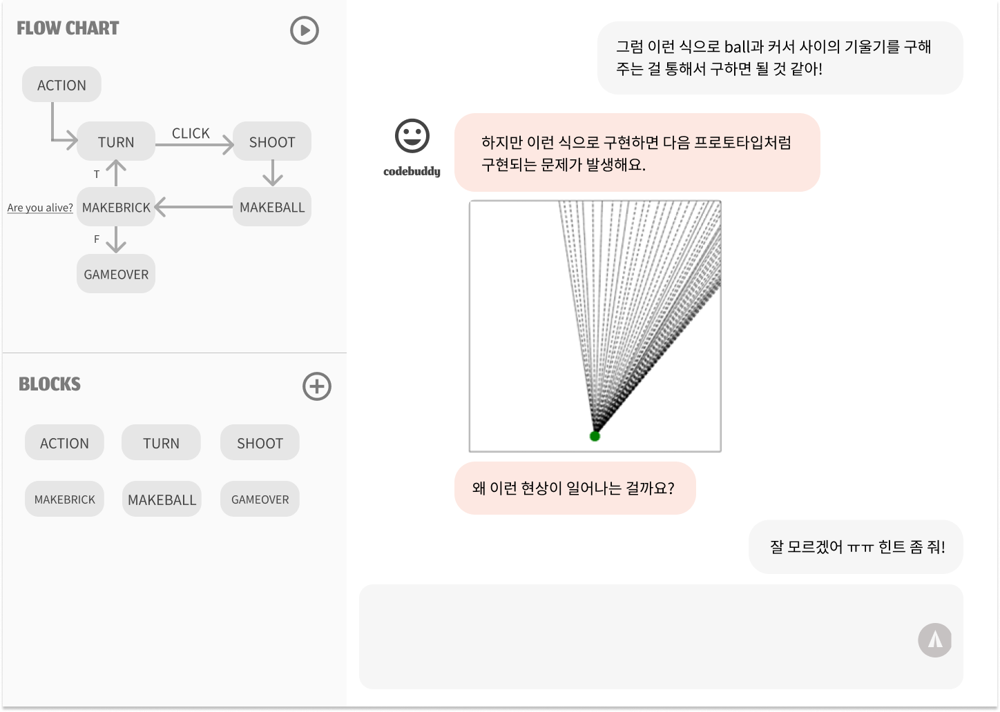 FLOW CHART
ACTION
TURN
CLICK
SHOOT
T
Are you alive?
MAKEBRICK
MAKEBALL
F
GAMEOVER
BLOCKS
ACTION
TURN
SHOOT
MAKEBRICK
MAKEBALL
GAMEOVER
그럼 이런 식으로 ball과 커서 사이의 기울기를 구해
주는 걸 통해서 구하면 될 것 같아!
codebuddy
하지만 이런 식으로 구현하면 다음 프로토타입처럼
구현되는 문제가 발생해요.
왜 이런 현상이 일어나는 걸까요?
잘 모르겠어 ㅠㅠ 힌트 좀 줘!